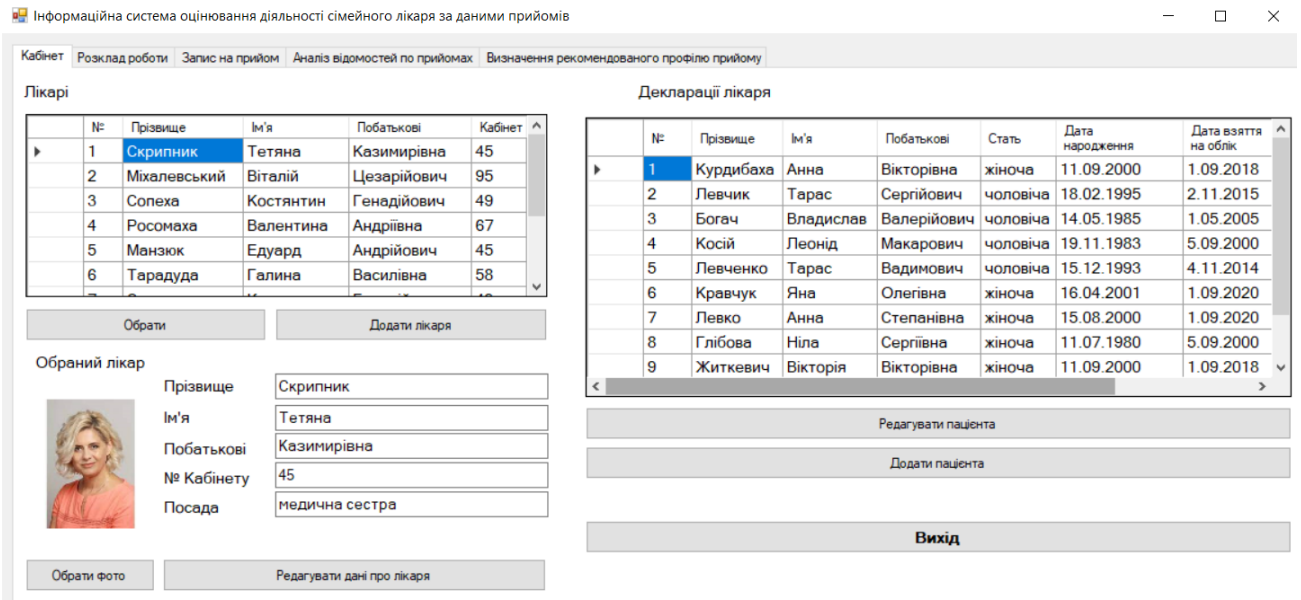 Інформаційна система оцінювання діяльності сімейного лікаря за даними прийомів
Кабінет Розклад роботи Запис на прийом Аналіз відомостей по прийомах Визначення рекомендованого профілю прийому
Лікарі
№ Прізвище Ім'я Побатькові Кабінет
1 Скрипник Тетяна Казимирівна 45
2 Міхалевський Віталій Цезарійович 95
3 Сопеха Костянтин Генадійович 49
4 Росомаха Валентина Андріївна 67
5 Манзюк Едуард Андрійович 45
6 Тарадуда Галина Василівна 58
Обрати Додати лікаря
Обраний лікар
Прізвище Скрипник
Ім'я Тетяна
Побатькові Казимирівна
№ Кабінету 45
Посада медична сестра
Обрати фото Редагувати дані про лікаря
Декларації лікаря
№ Прізвище Ім'я Побатькові Стать Дата народження Дата взяття на облік
1 Курдибаха Анна Вікторівна жіноча 11.09.2000 1.09.2018
2 Левчик Тарас Сергійович чоловіча 18.02.1995 2.11.2015
3 Богач Владислав Валерійович чоловіча 14.05.1985 1.05.2005
4 Косій Леонід Макарович чоловіча 19.11.1983 5.09.2000
5 Левченко Тарас Вадимович чоловіча 15.12.1993 4.11.2014
6 Кравчук Яна Олегівна жіноча 16.04.2001 1.09.2020
7 Левко Анна Степанівна жіноча 15.08.2000 1.09.2020
8 Глібова Ніла Сергіївна жіноча 11.07.1980 5.09.2000
9 Житкевич Вікторія Вікторівна жіноча 11.09.2000 1.09.2018
Редагувати пацієнта
Додати пацієнта
Вихід